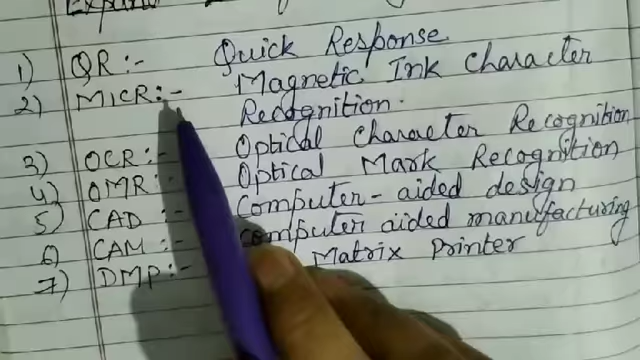 Expand
1) QR:- Quick Response
2) MICR:- Magnetic Ink Character
Recognition.
3) OCR:- Optical Character Recognition
4) OMR:- Optical Mark Recognition
5) CAD :- Computer-aided design
CAM:- Computer aided manufacturing
7) DMP:- Matrix Printer